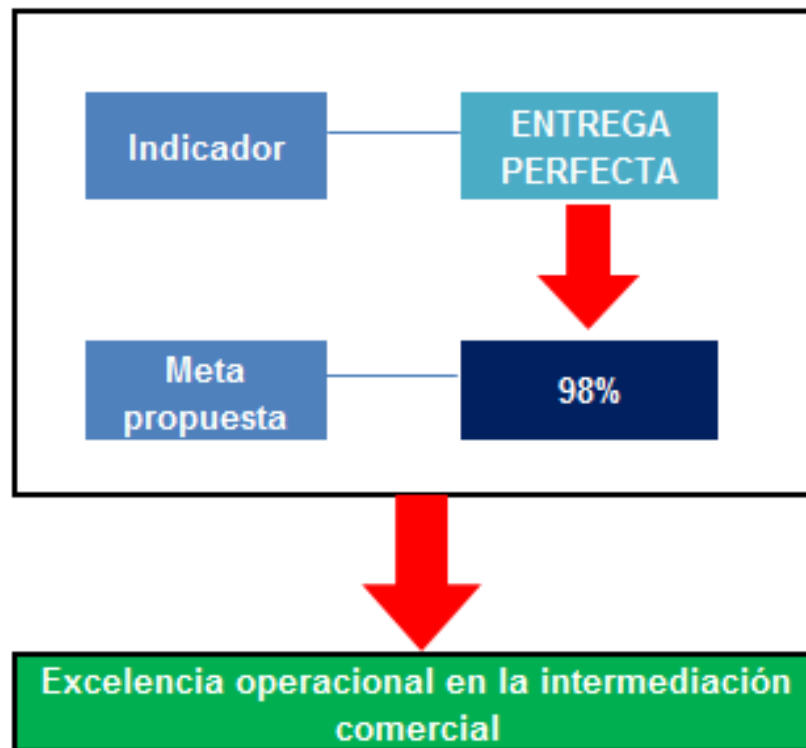 Indicador
ENTREGA
PERFECTA
Meta
propuesta
98%
Excelencia operacional en la intermediación
comercial